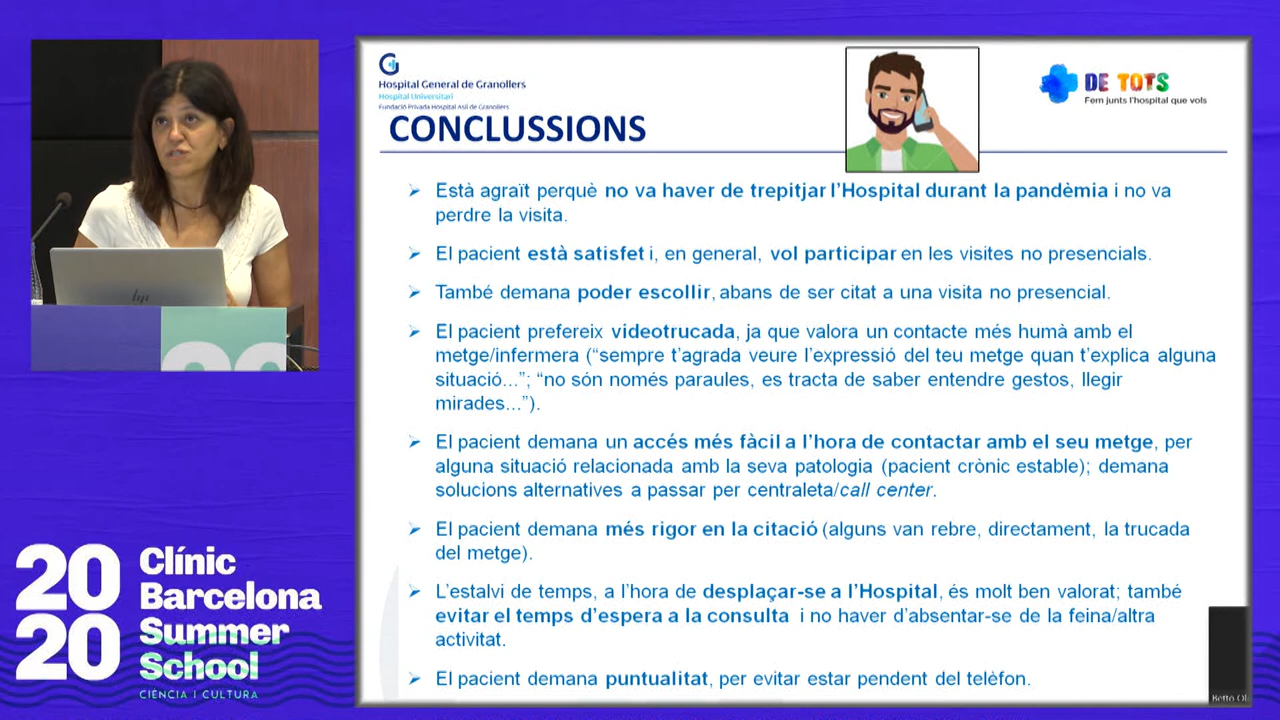 Hospital General de Granollers
Hospital Universitari
Fundació Privada Hospital Asil de Granollers
CONCLUSSIONS
DE TOTS
Fem junts l'hospital que vols
Està agraït perquè no va haver de trepitjar l'Hospital durant la pandèmia i no va
perdre la visita.
El pacient està satisfet i, en general, vol participar en les visites no presencials.
També demana poder escollir, abans de ser citat a una visita no presencial.
El pacient prefereix videotrucada, ja que valora un contacte més humà amb el
metge/infermera (“sempre t'agrada veure l'expressió del teu metge quan t'explica alguna
situació...”; “no són només paraules, es tracta de saber entendre gestos, llegir
mirades...”).
El pacient demana un accés més fàcil a l'hora de contactar amb el seu metge, per
alguna situació relacionada amb la seva patologia (pacient crònic estable); demana
solucions alternatives a passar per centraleta/call center.
El pacient demana més rigor en la citació (alguns van rebre, directament, la trucada
del metge).
L'estalvi de temps, a l'hora de desplaçar-se a l'Hospital, és molt ben valorat; també
evitar el temps d'espera a la consulta i no haver d'absentar-se de la feina/altra
activitat.
El pacient demana puntualitat, per evitar estar pendent del telèfon.
hp
20
20
Clínic
Barcelona
Summer
School
CIÈNCIA I CULTURA